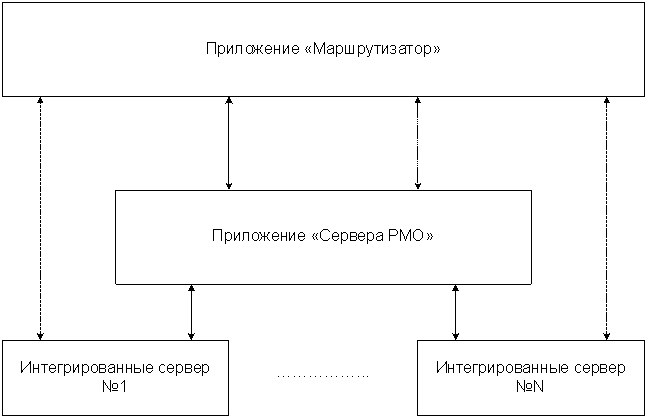 Приложение «Маршрутизатор»
Приложение «Сервера РМО»
Интегрированные сервер
№1
………………
Интегрированные сервер
№N